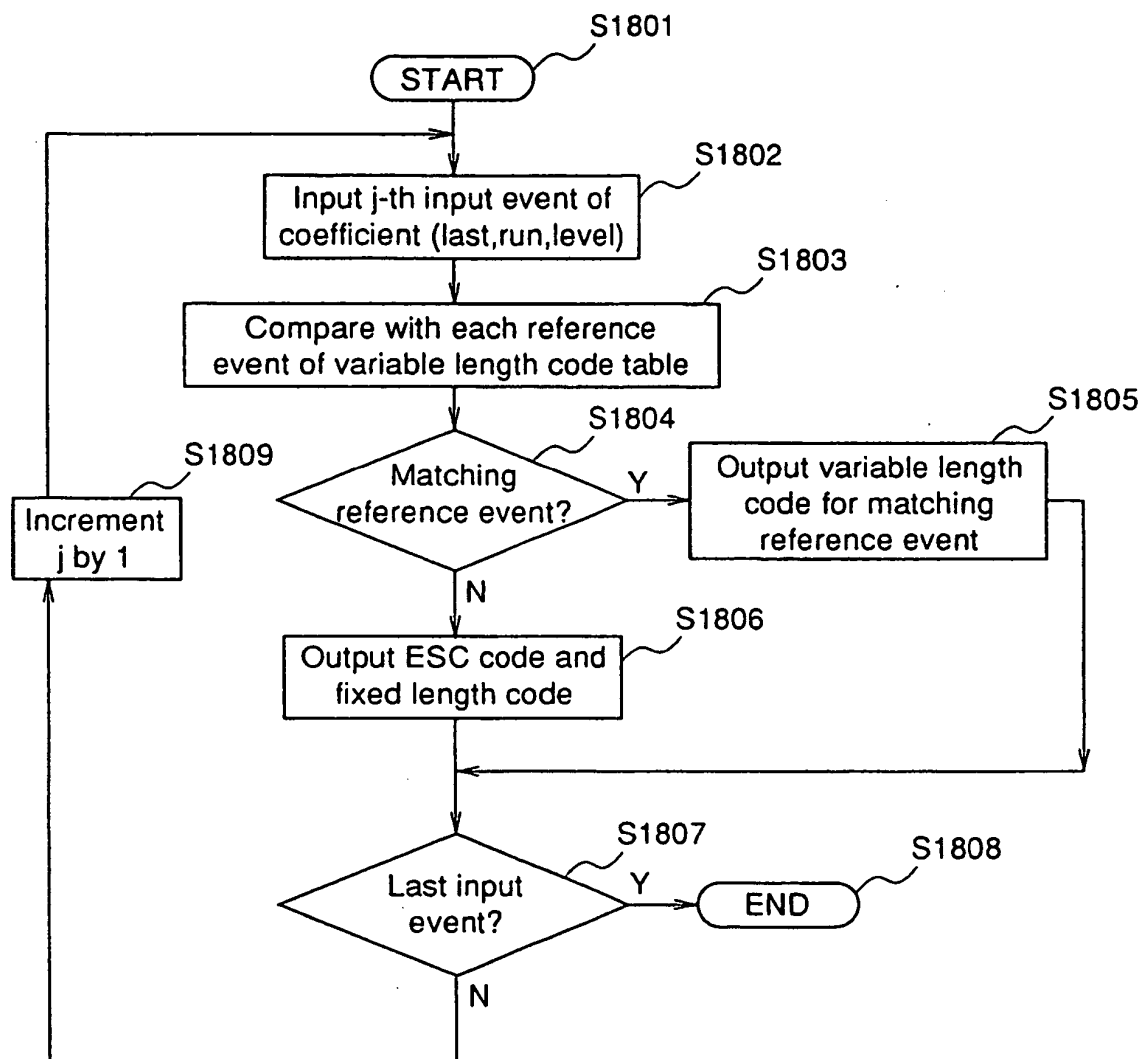 S1801
START
S1802
Input j-th input event of
coefficient (last,run,level)
S1803
Compare with each reference
event of variable length code table
S1804
Matching
reference event?
Y
S1805
Output variable length
code for matching
reference event
N
S1806
Output ESC code and
fixed length code
S1807
Last input
event?
Y
S1808
END
N
S1809
Increment
j by 1